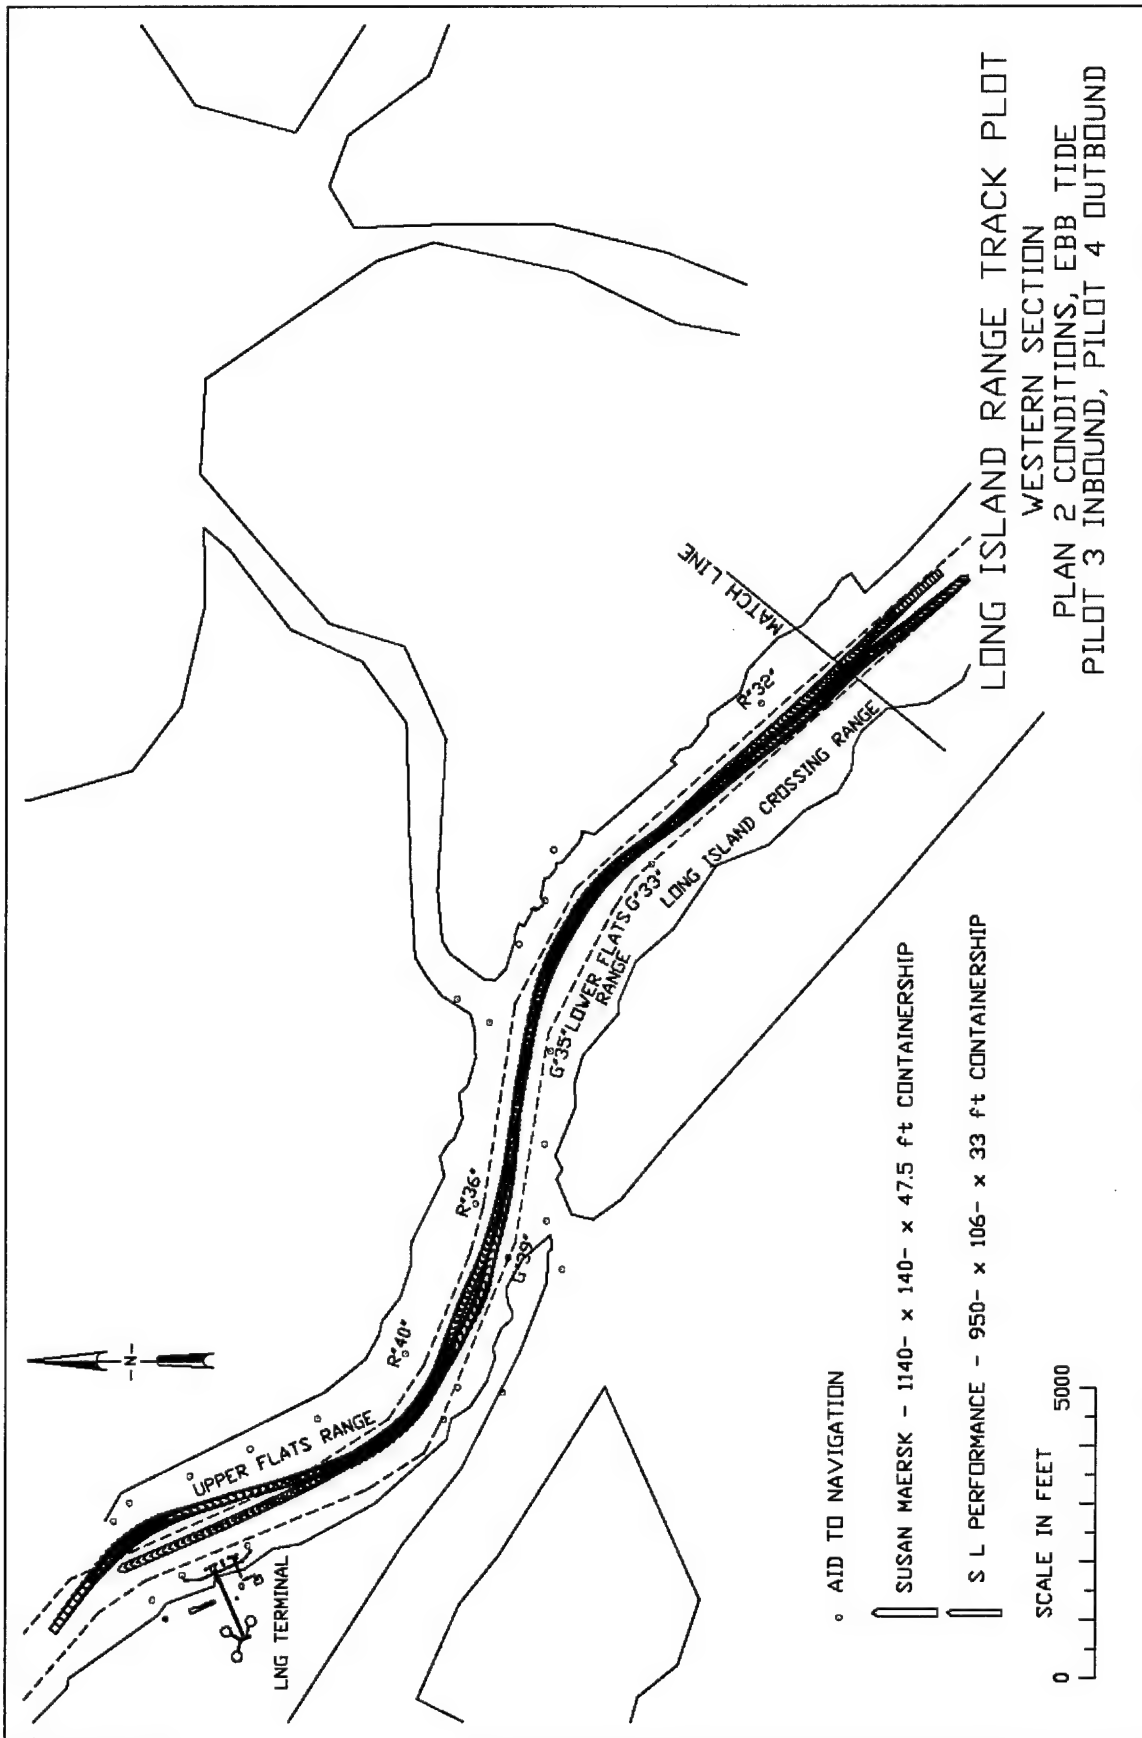 LONG ISLAND RANGE TRACK PLOT
WESTERN SECTION
PLAN 2 CONDITIONS, EBB TIDE
PILOT 3 INBOUND, PILOT 4 OUTBOUND
-N-
UPPER FLATS RANGE
LNG TERMINAL
R"40"
G"39"
R"36"
G"35"
LOWER FLATS
RANGE
G"33"
LONG ISLAND CROSSING RANGE
R"32"
MATCH LINE
AID TO NAVIGATION
SUSAN MAERSK - 1140- x 140- x 47.5 ft CONTAINERSHIP
S L PERFORMANCE - 950- x 106- x 33 ft CONTAINERSHIP
SCALE IN FEET
0 5000